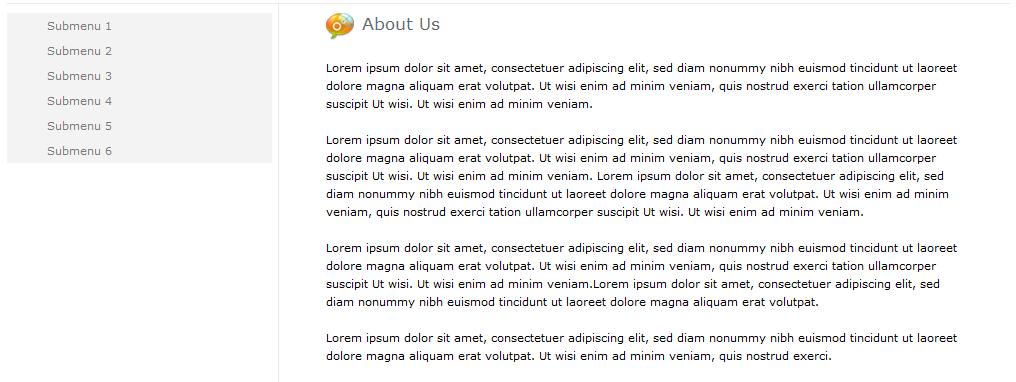 Submenu 1
Submenu 2
Submenu 3
Submenu 4
Submenu 5
Submenu 6
About Us
Lorem ipsum dolor sit amet, consectetuer adipiscing elit, sed diam nonummy nibh euismod tincidunt ut laoreet
dolore magna aliquam erat volutpat. Ut wisi enim ad minim veniam, quis nostrud exerci tation ullamcorper
suscipit Ut wisi. Ut wisi enim ad minim veniam.
Lorem ipsum dolor sit amet, consectetuer adipiscing elit, sed diam nonummy nibh euismod tincidunt ut laoreet
dolore magna aliquam erat volutpat. Ut wisi enim ad minim veniam, quis nostrud exerci tation ullamcorper
suscipit Ut wisi. Ut wisi enim ad minim veniam. Lorem ipsum dolor sit amet, consectetuer adipiscing elit, sed
diam nonummy nibh euismod tincidunt ut laoreet dolore magna aliquam erat volutpat. Ut wisi enim ad minim
veniam, quis nostrud exerci tation ullamcorper suscipit Ut wisi. Ut wisi enim ad minim veniam.
Lorem ipsum dolor sit amet, consectetuer adipiscing elit, sed diam nonummy nibh euismod tincidunt ut laoreet
dolore magna aliquam erat volutpat. Ut wisi enim ad minim veniam, quis nostrud exerci tation ullamcorper
suscipit Ut wisi. Ut wisi enim ad minim veniam.Lorem ipsum dolor sit amet, consectetuer adipiscing elit, sed
diam nonummy nibh euismod tincidunt ut laoreet dolore magna aliquam erat volutpat.
Lorem ipsum dolor sit amet, consectetuer adipiscing elit, sed diam nonummy nibh euismod tincidunt ut laoreet
dolore magna aliquam erat volutpat. Ut wisi enim ad minim veniam, quis nostrud exerci.